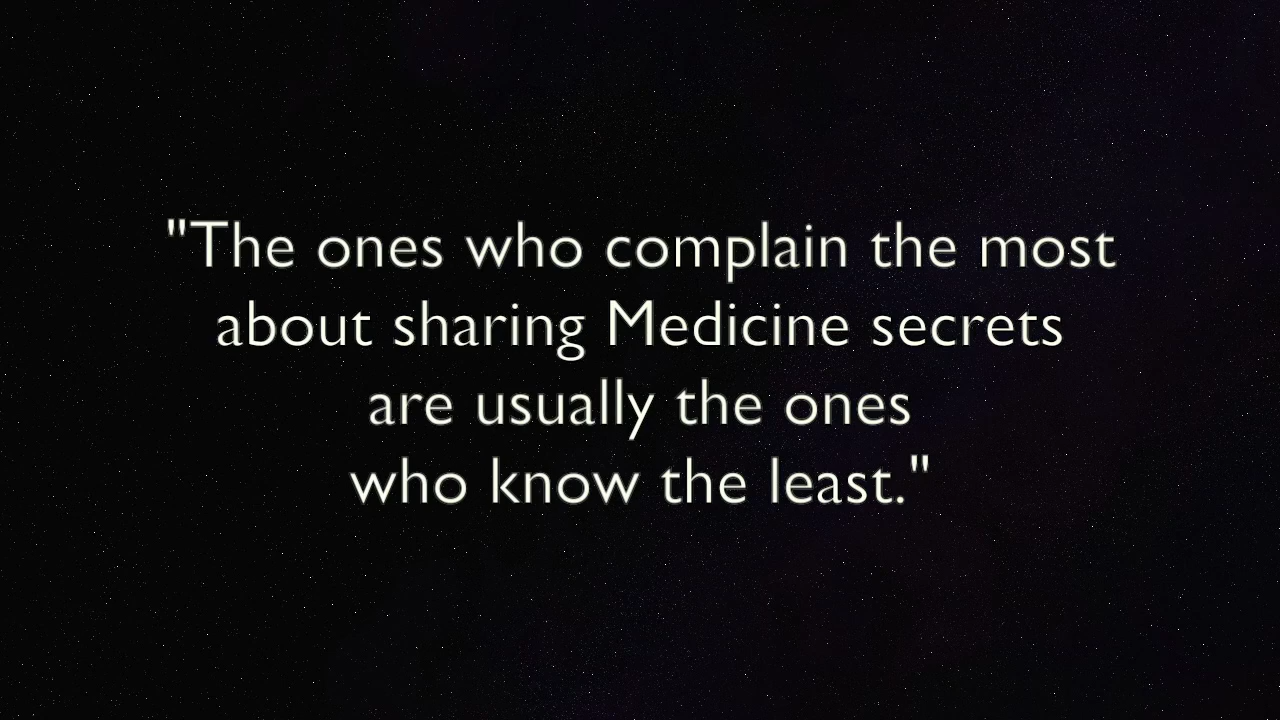 "The ones who complain the most
about sharing Medicine secrets
are usually the ones
who know the least."